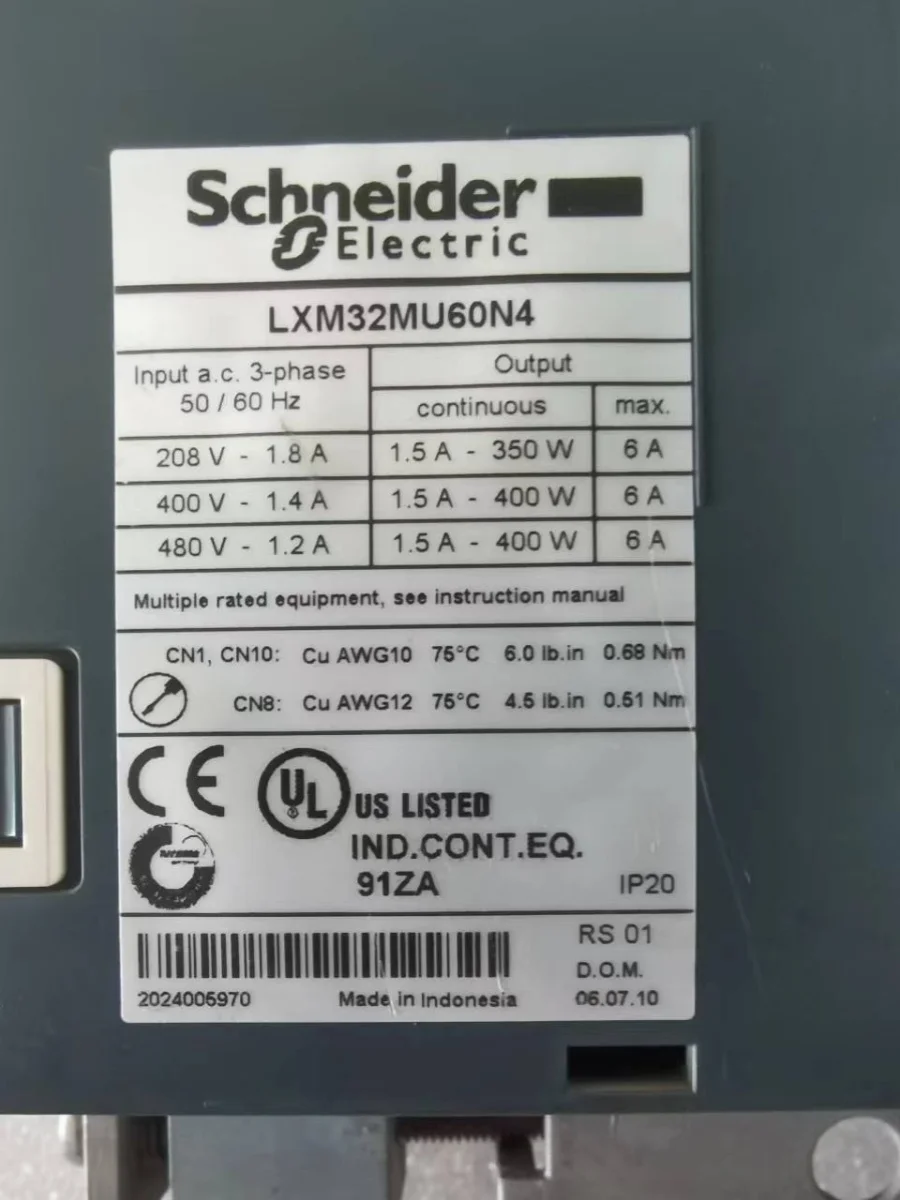 Schneider
Electric
LXM32MU60N4
Input a.c. 3-phase
50 / 60 Hz
Output
continuous
max.
208 V - 1.8 A 1.5 A - 350 W 6 A
400 V - 1.4 A 1.5 A - 400 W 6 A
480 V - 1.2 A 1.5 A - 400 W 6 A
Multiple rated equipment, see instruction manual
CN1, CN10: Cu AWG10 75°C 6.0 lb.in 0.68 Nm
CN8: Cu AWG12 75°C 4.5 lb.in 0.51 Nm
CE
UL
®
US LISTED
IND.CONT.EQ.
91ZA
IP20
RS 01
D.O.M.
2024005970 Made in Indonesia 06.07.10